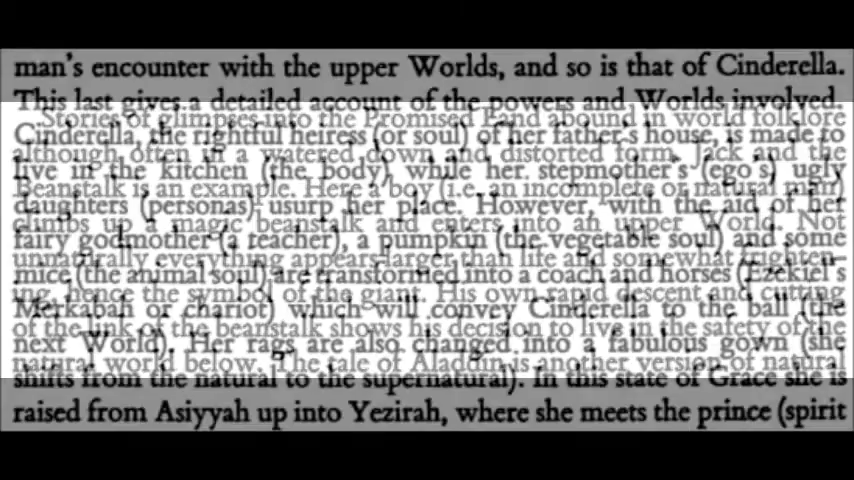 Stories of glimpses into the Promised Land abound in world folklore
although often in a watered down and distorted form. Jack and the
Beanstalk is an example. Here a boy (i.e. an incomplete or natural man)
climbs up a magic beanstalk and enters into an upper World. Not
unnaturally everything appears larger than life and somewhat frighten-
ing, hence the symbol of the giant. His own rapid descent and cutting
of the link of the beanstalk shows his decision to live in the safety of the
natural world below. The tale of Aladdin is another version of natural
man's encounter with the upper Worlds, and so is that of Cinderella.
This last gives a detailed account of the powers and Worlds involved.
Cinderella, the rightful heiress (or soul) of her father's house, is made to
live in the kitchen (the body) while her stepmother's (ego's) ugly
daughters (personas) usurp her place. However, with the aid of her
fairy godmother (a teacher), a pumpkin (the vegetable soul) and some
mice (the animal soul) are transformed into a coach and horses (Ezekiel's
Merkabah or chariot) which will convey Cinderella to the ball (the
next World). Her rags are also changed into a fabulous gown (she
shifts from the natural to the supernatural). In this state of Grace she is
raised from Asiyyah up into Yezirah, where she meets the prince (spirit